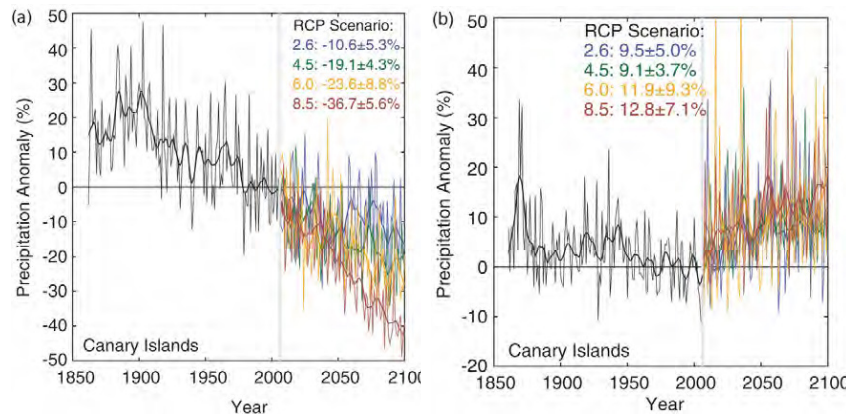 (a)
50
40
30
20
10
0
-10
-20
-30
-40
-50
Precipitation Anomaly (%)
RCP Scenario:
2.6: -10.6±5.3%
4.5: -19.1±4.3%
6.0: -23.6±8.8%
8.5: -36.7±5.6%
Canary Islands
1850 1900 1950 2000 2050 2100
Year
(b)
50
40
30
20
10
0
-10
-20
Precipitation Anomaly (%)
RCP Scenario:
2.6: 9.5±5.0%
4.5: 9.1±3.7%
6.0: 11.9±9.3%
8.5: 12.8±7.1%
Canary Islands
1850 1900 1950 2000 2050 2100
Year